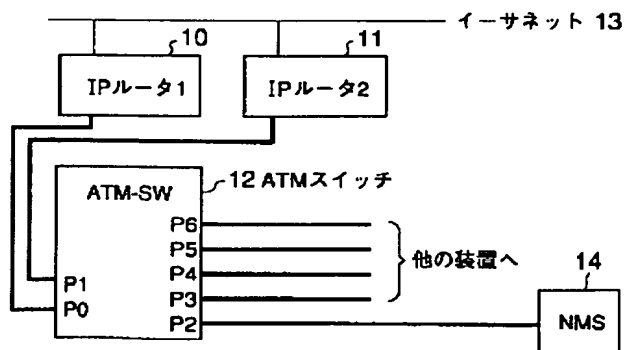 イーサネット 13
10
11
IPルータ1
IPルータ2
12 ATMスイッチ
ATM-SW
P6
P5
P4
P3
P2
P1
P0
他の装置へ
14
NMS